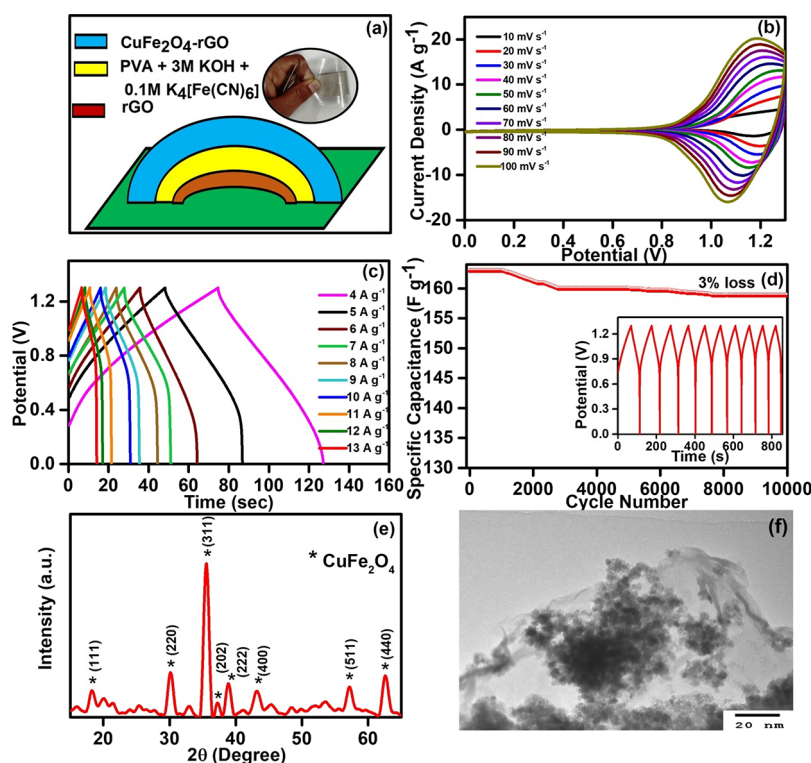 (a)
CuFe₂O₄-rGO
PVA + 3M KOH +
0.1M K₄[Fe(CN)₆]
rGO
(b)
Current Density (A g⁻¹)
20
10
0
-10
-20
10 mV s⁻¹
20 mV s⁻¹
30 mV s⁻¹
40 mV s⁻¹
50 mV s⁻¹
60 mV s⁻¹
70 mV s⁻¹
80 mV s⁻¹
90 mV s⁻¹
100 mV s⁻¹
0.0 0.2 0.4 0.6 0.8 1.0 1.2
Potential (V)
(c)
Potential (V)
1.2
0.8
0.4
0.0
4 A g⁻¹
5 A g⁻¹
6 A g⁻¹
7 A g⁻¹
8 A g⁻¹
9 A g⁻¹
10 A g⁻¹
11 A g⁻¹
12 A g⁻¹
13 A g⁻¹
0 20 40 60 80 100 120 140 160
Time (sec)
(d)
3% loss
Specific Capacitance (F g⁻¹)
160
155
150
145
140
135
130
Potential (V)
1.2
0.9
0.6
0.3
0.0
0 200 400 600 800
Time (s)
0 2000 4000 6000 8000 10000
Cycle Number
(e)
* CuFe₂O₄
Intensity (a.u.)
* (111)
* (220)
* (311)
* (202)
* (222)
* (400)
* (511)
* (440)
20 30 40 50 60
2θ (Degree)
(f)
20 nm